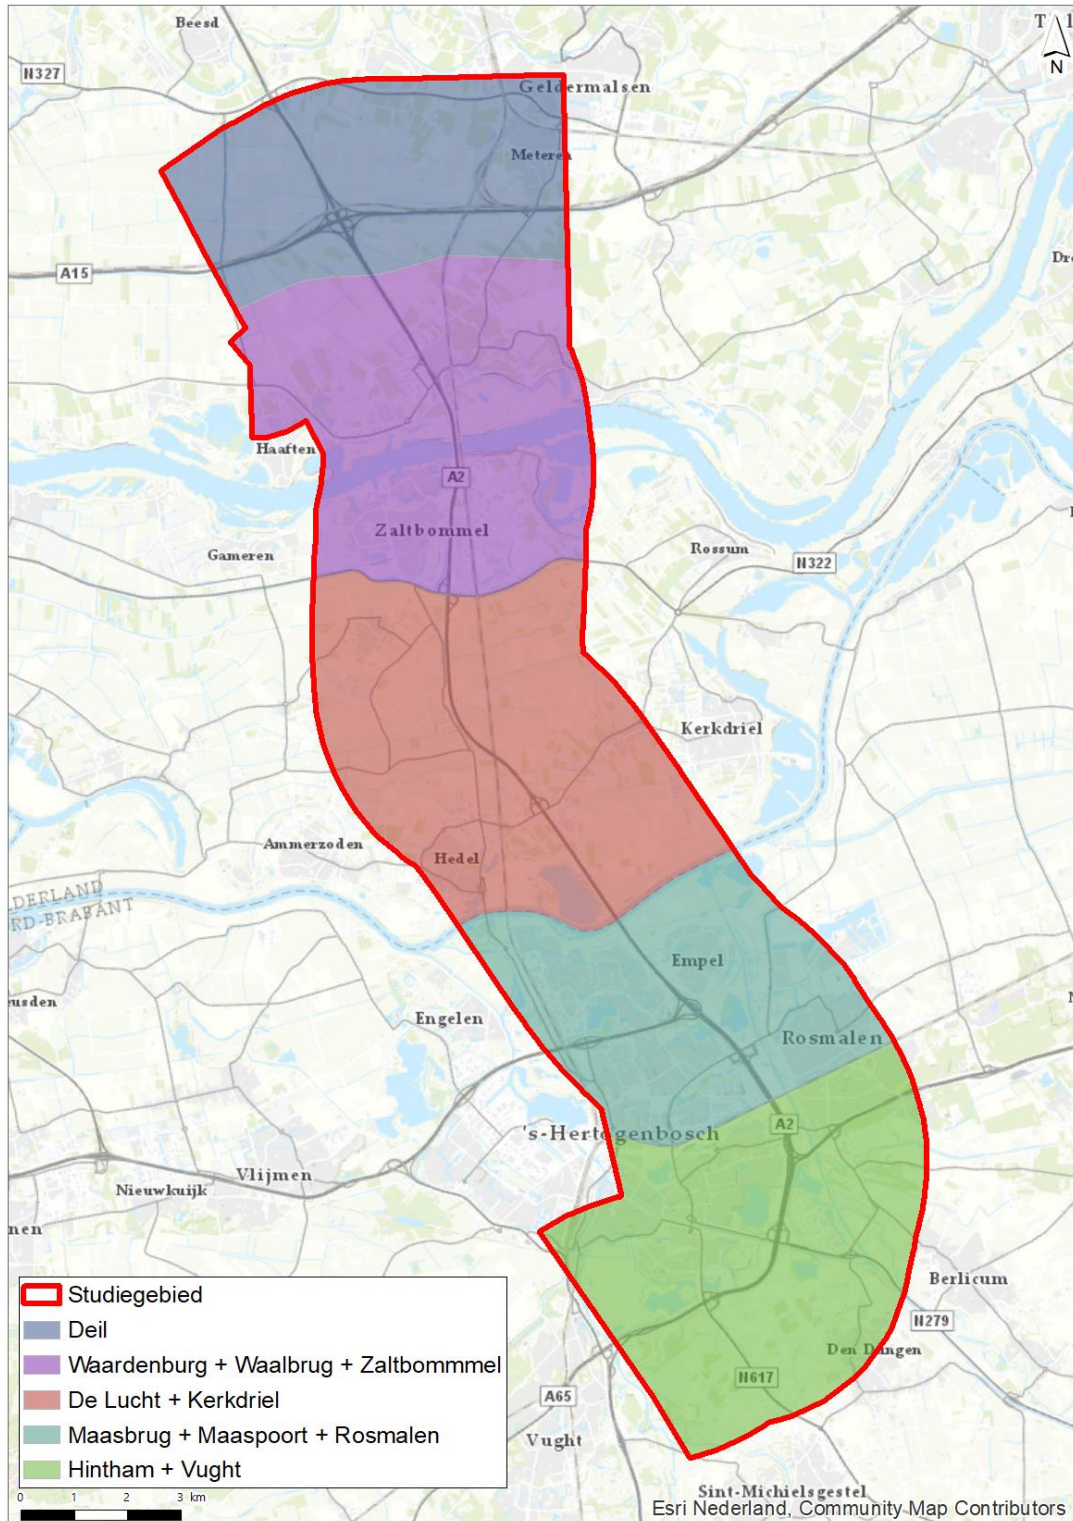 Beesd
T
N
N327
Geldermalsen
Meteren
A15
Haaften
A2
Zaltbommel
Gameren
Rossum
N322
Kerkdriel
Ammerzoden
Hedel
DERLAND
RD-BRABANT
Empel
eusden
Engelen
Rosmalen
A2
's-Hertogenbosch
Vlijmen
Nieuwkuijk
nen
Berlicum
N279
Den Dungen
N617
A65
Vught
Sint-Michielsgestel
Studiegebied
Deil
Waardenburg + Waalbrug + Zaltbommmel
De Lucht + Kerkdriel
Maasbrug + Maaspoort + Rosmalen
Hintham + Vught
0 1 2 3 km
Esri Nederland, Community Map Contributors